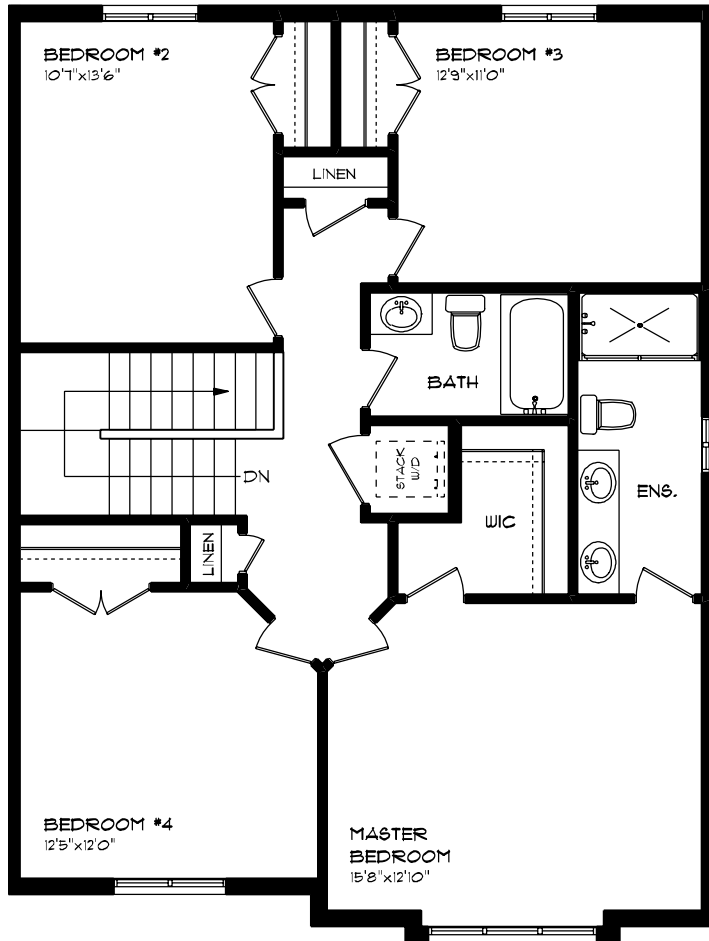 BEDROOM #2
10'7"x13'6"
BEDROOM #3
12'9"x11'0"
LINEN
BATH
STACK
W/D
DN
ENS.
WIC
LINEN
BEDROOM #4
12'5"x12'0"
MASTER
BEDROOM
15'8"x12'10"